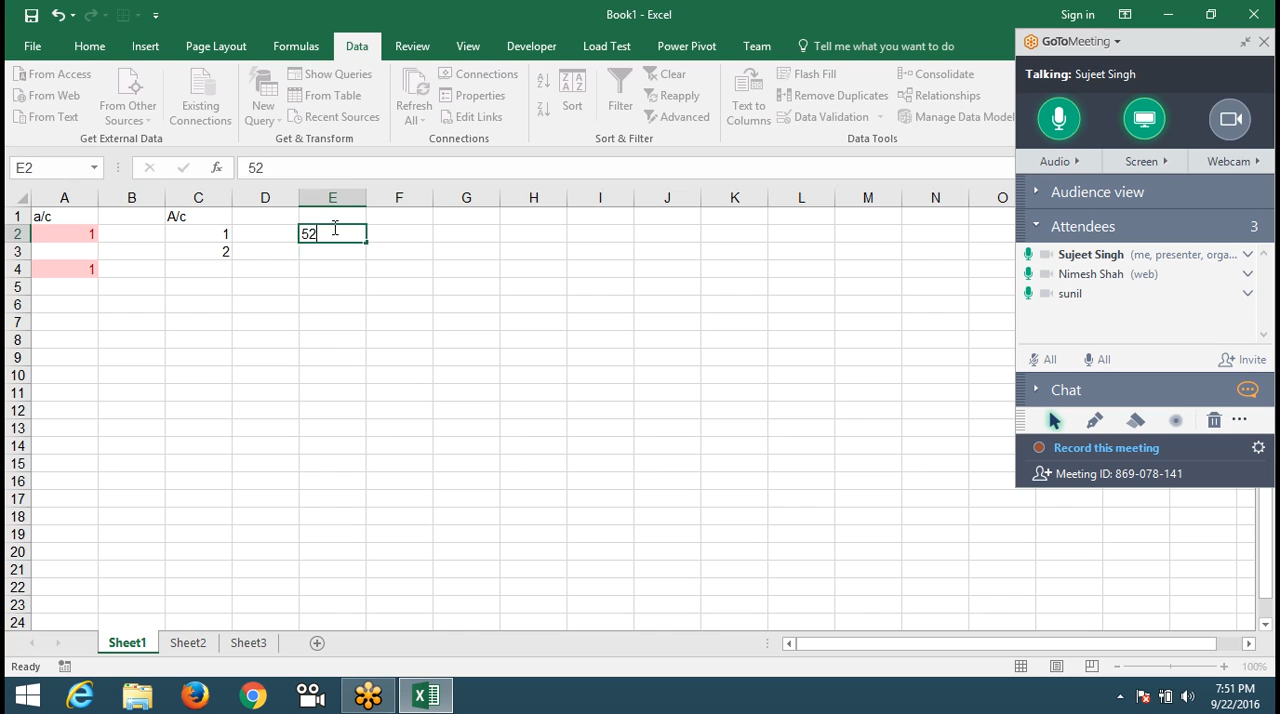 Book1 - Excel
Sign in
File Home Insert Page Layout Formulas Data Review View Developer Load Test Power Pivot Team Tell me what you want to do
From Access
From Web
From Text
From Other Sources
Existing Connections
Get External Data
New Query
Show Queries
From Table
Recent Sources
Get & Transform
Refresh All
Connections
Properties
Edit Links
Connections
Sort
Filter
Clear
Reapply
Advanced
Sort & Filter
Text to Columns
Flash Fill
Remove Duplicates
Data Validation
Consolidate
Relationships
Manage Data Model
Data Tools
E2 fx 52
A B C D E F G H I J K L M N O
1 a/c A/c
2 1 1 52
3 2
4 1
5
6
7
8
9
10
11
12
13
14
15
16
17
18
19
20
21
22
23
24
Sheet1 Sheet2 Sheet3
Ready
100%
GoToMeeting
Talking: Sujeet Singh
Audio Screen Webcam
Audience view
Attendees 3
Sujeet Singh (me, presenter, orga...
Nimesh Shah (web)
sunil
All All Invite
Chat
Record this meeting
Meeting ID: 869-078-141
7:51 PM
9/22/2016